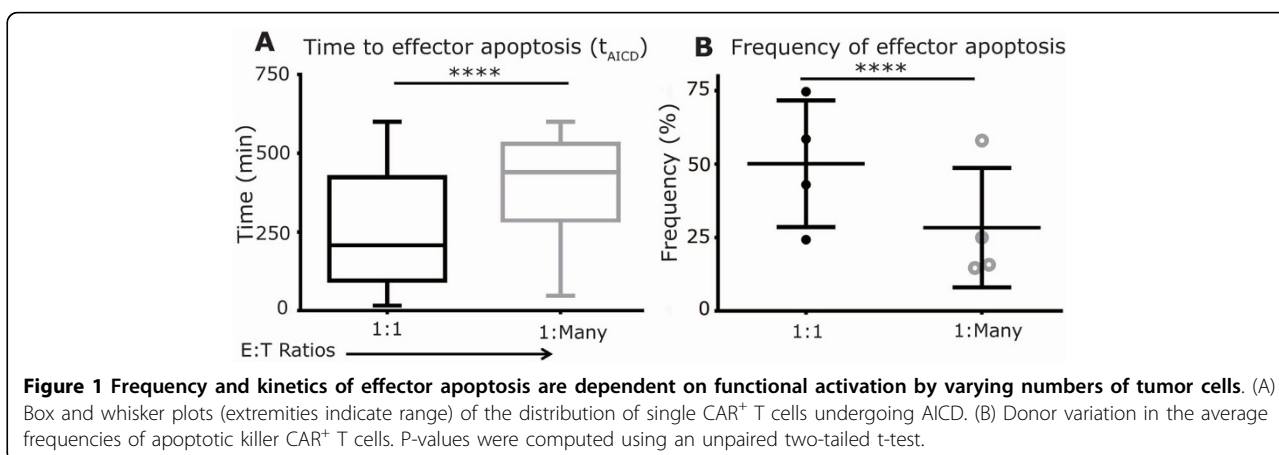 A Time to effector apoptosis (tAICD)
750
****
500
250
0
Time (min)
1:1 1:Many
E:T Ratios
B Frequency of effector apoptosis
****
75
50
25
0
Frequency (%)
1:1 1:Many
Figure 1 Frequency and kinetics of effector apoptosis are dependent on functional activation by varying numbers of tumor cells. (A)
Box and whisker plots (extremities indicate range) of the distribution of single CAR+ T cells undergoing AICD. (B) Donor variation in the average
frequencies of apoptotic killer CAR+ T cells. P-values were computed using an unpaired two-tailed t-test.